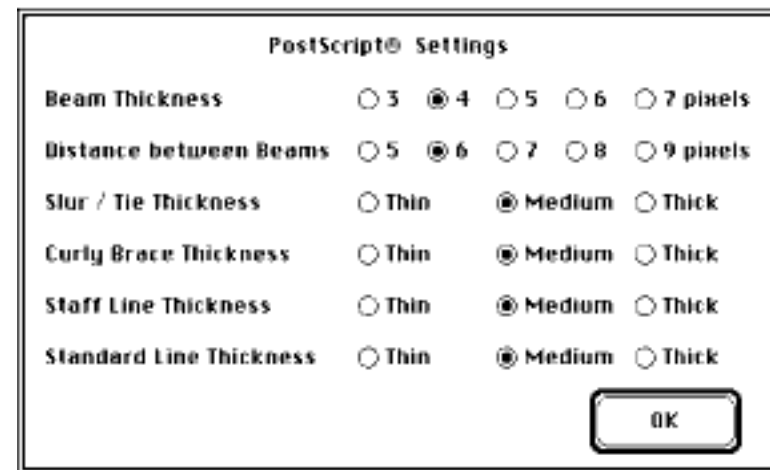 PostScript® Settings
Beam Thickness 3 4 5 6 7 pixels
Distance between Beams 5 6 7 8 9 pixels
Slur / Tie Thickness Thin Medium Thick
Curly Brace Thickness Thin Medium Thick
Staff Line Thickness Thin Medium Thick
Standard Line Thickness Thin Medium Thick
OK